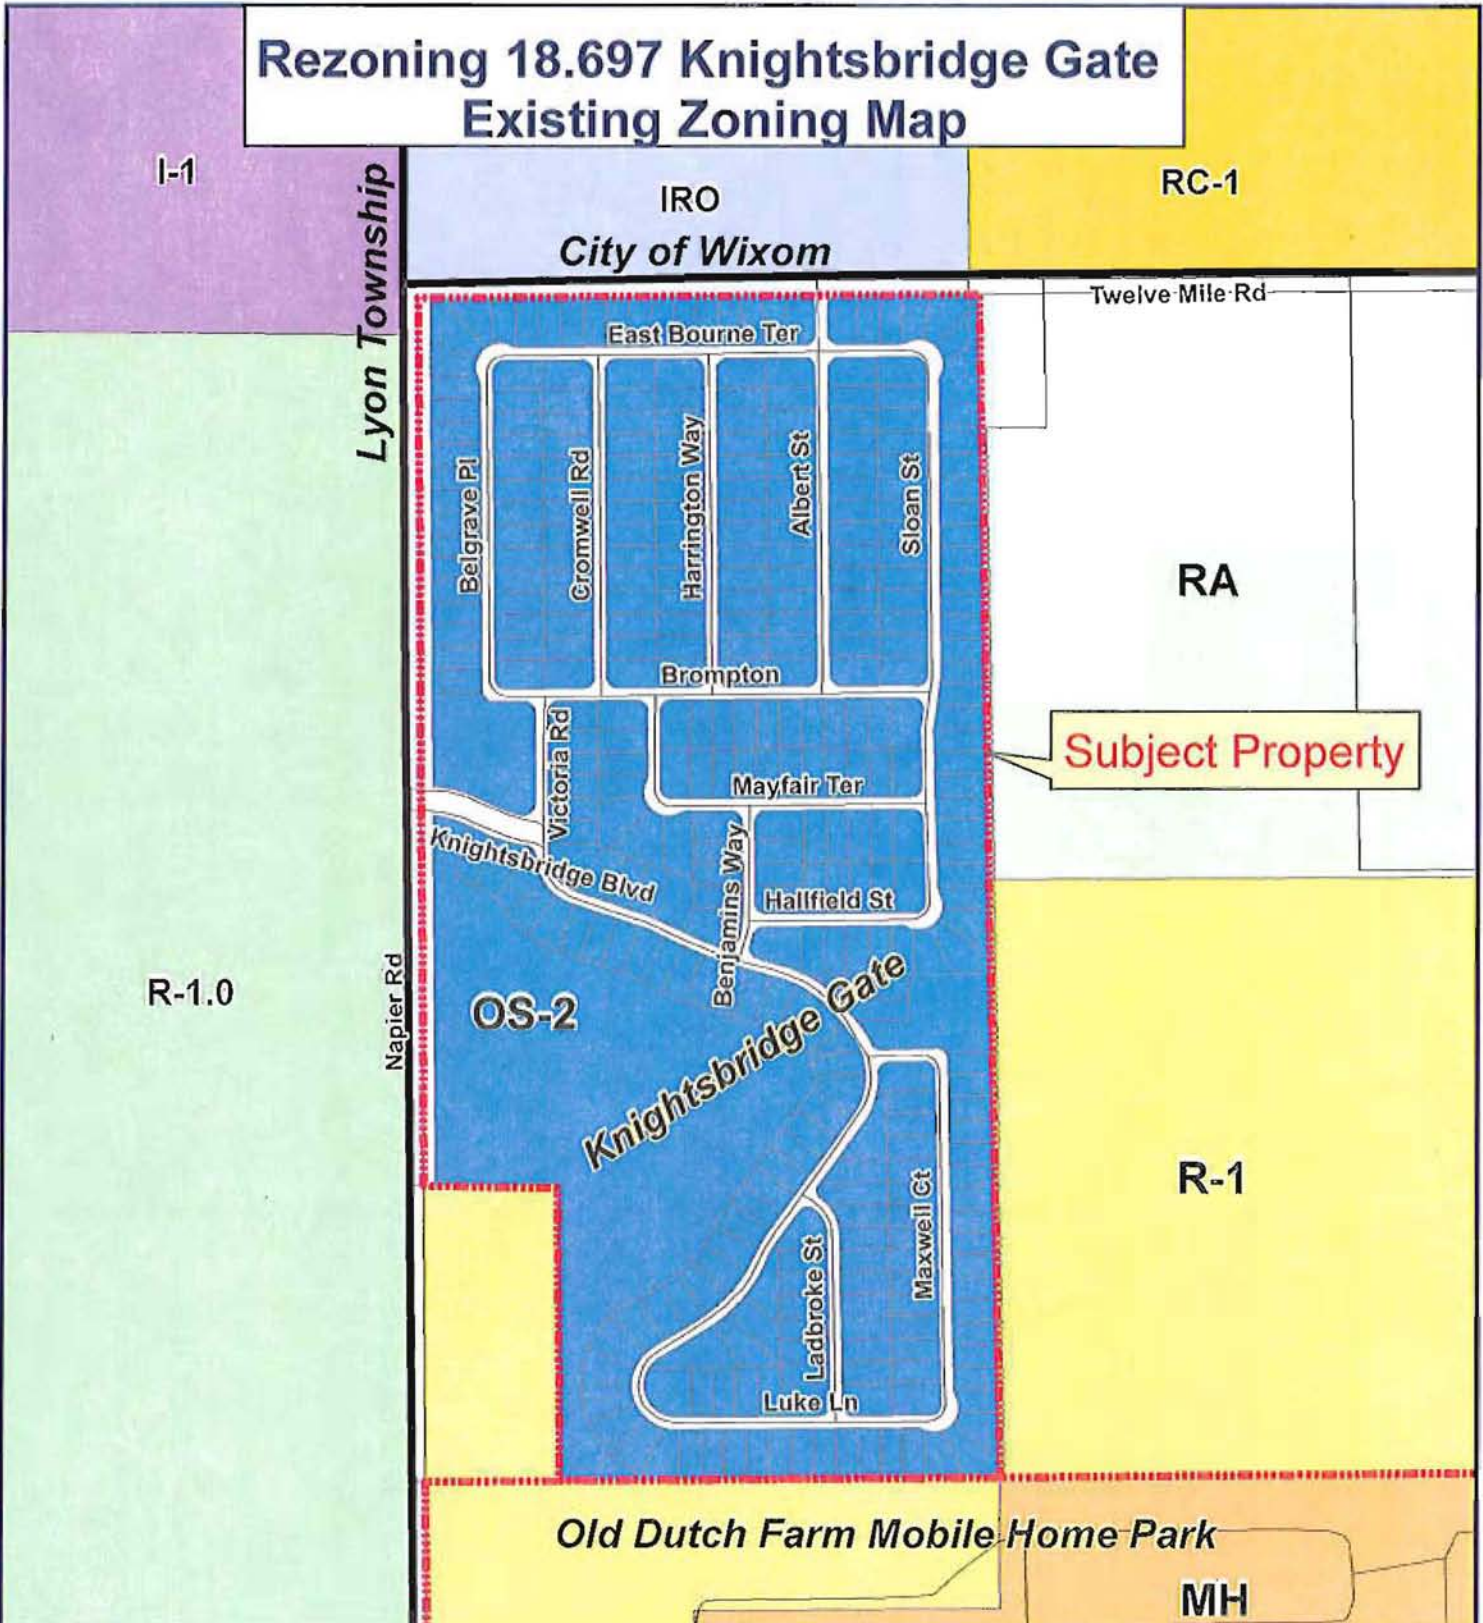 Rezoning 18.697 Knightsbridge Gate
Existing Zoning Map
I-1
Lyon Township
IRO
City of Wixom
RC-1
Twelve Mile Rd
East Bourne Ter
Belgrave Pl
Cromwell Rd
Harrington Way
Albert St
Sloan St
RA
Brompton
Victoria Rd
Subject Property
Mayfair Ter
Knightsbridge Blvd
Benjamins Way
Hallfield St
R-1.0
Napier Rd
OS-2
Knightsbridge Gate
R-1
Maxwell Ct
Ladbroke St
Luke Ln
Old Dutch Farm Mobile Home Park
MH